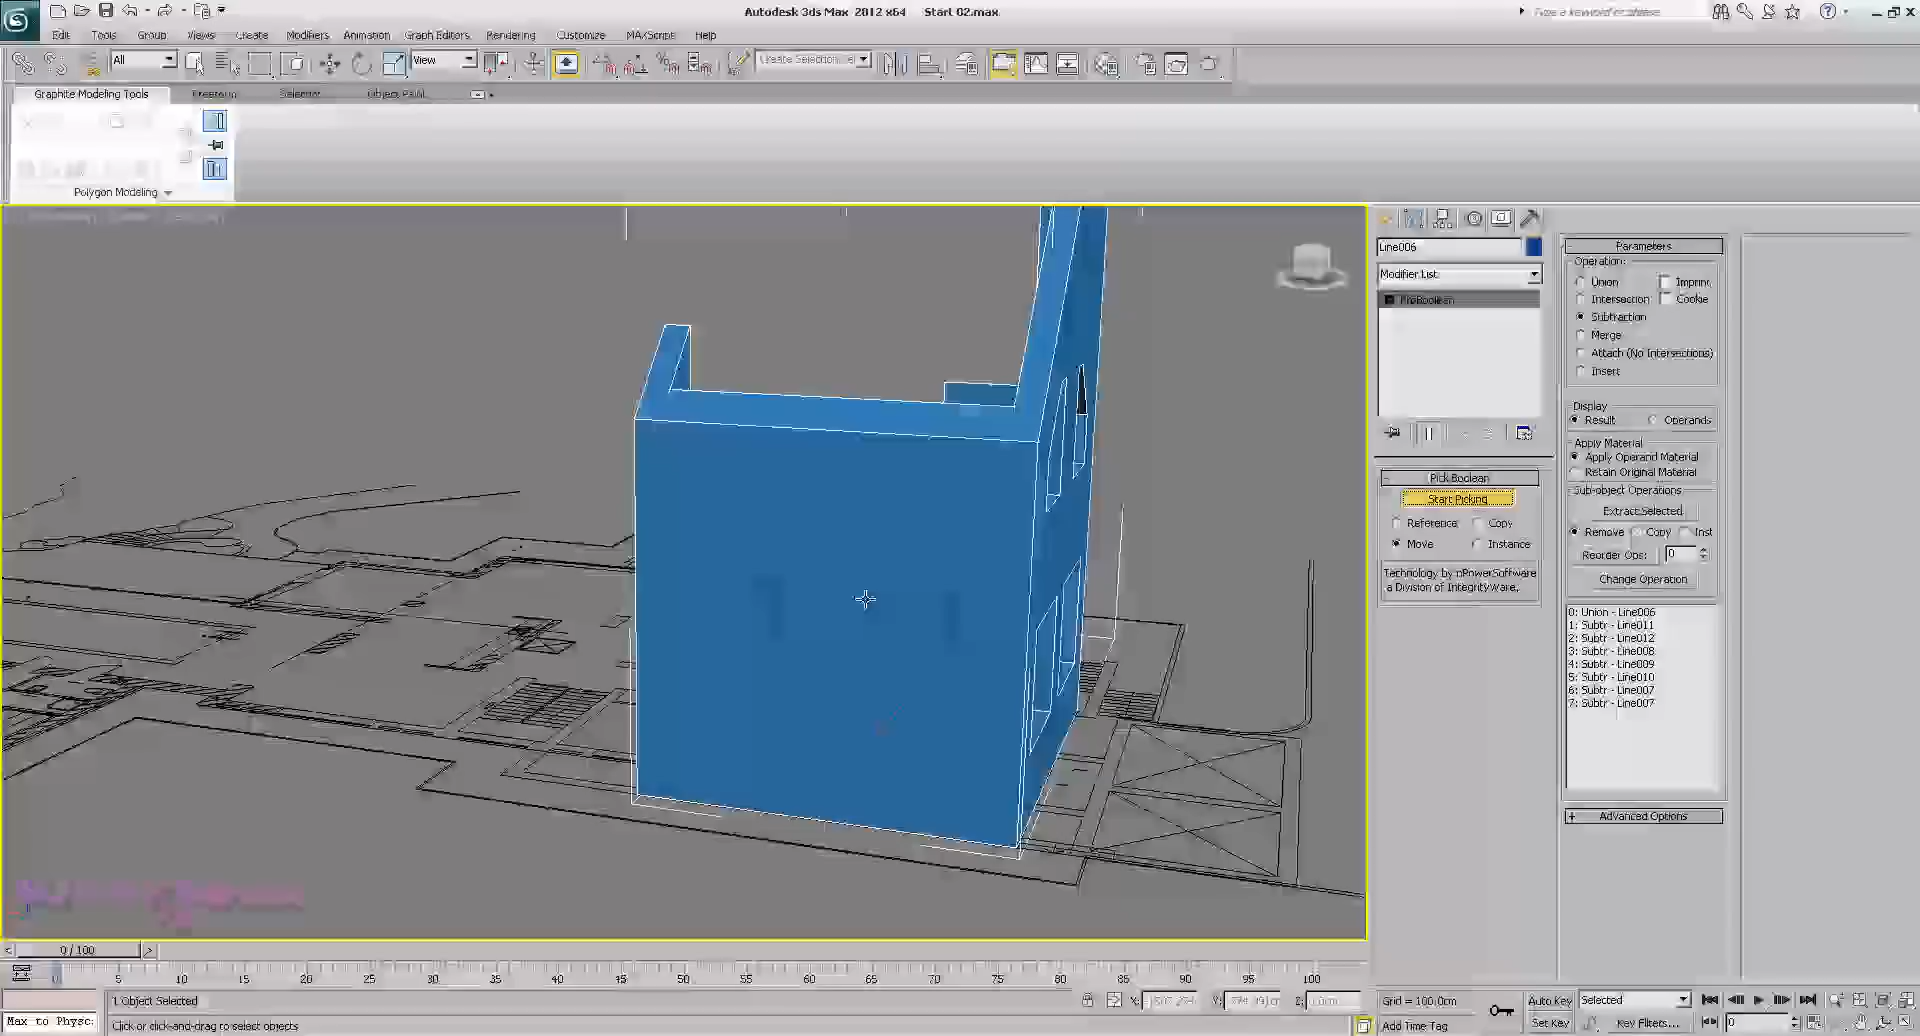 Autodesk 3ds Max 2012 x64 Start 02.max
Type a keyword or phrase
Edit Tools Group Views Create Modifiers Animation Graph Editors Rendering Customize MAXScript Help
All
View
Create Selection Se
Graphite Modeling Tools Freeform Selection Object Paint
Polygon Modeling
Line006
Modifier List
ProBoolean
Pick Boolean
Start Picking
Reference Copy
Move Instance
Technology by nPowerSoftware
a Division of IntegrityWare,
Parameters
Operation:
Union Imprint
Intersection Cookie
Subtraction
Merge
Attach (No Intersections)
Insert
Display
Result Operands
Apply Material
Apply Operand Material
Retain Original Material
Sub-object Operations
Extract Selected
Remove Copy Inst
Reorder Ops: 0
Change Operation
0: Union - Line006
1: Subtr - Line011
2: Subtr - Line012
3: Subtr - Line008
4: Subtr - Line009
5: Subtr - Line010
6: Subtr - Line007
7: Subtr - Line007
+ Advanced Options
< 0 / 100 >
0 5 10 15 20 25 30 35 40 45 50 55 60 65 70 75 80 85 90 95 100
1 Object Selected
X: Y: Z:
Grid = 100,0cm
Auto Key Selected
Max to Physc:
Click or click-and-drag to select objects
Add Time Tag
Set Key Key Filters... 0